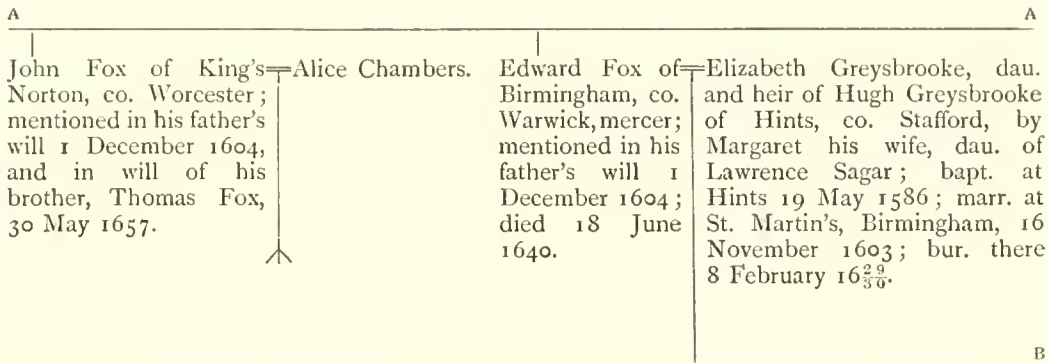 A A
John Fox of King's
Norton, co. Worcester;
mentioned in his father's
will 1 December 1604,
and in will of his
brother, Thomas Fox,
30 May 1657.
Alice Chambers.
Edward Fox of
Birmingham, co.
Warwick, mercer;
mentioned in his
father's will 1
December 1604;
died 18 June
1640.
Elizabeth Greysbrooke, dau.
and heir of Hugh Greysbrooke
of Hints, co. Stafford, by
Margaret his wife, dau. of
Lawrence Sagar; bapt. at
Hints 19 May 1586; marr. at
St. Martin's, Birmingham, 16
November 1603; bur. there
8 February 16 29/30.
B